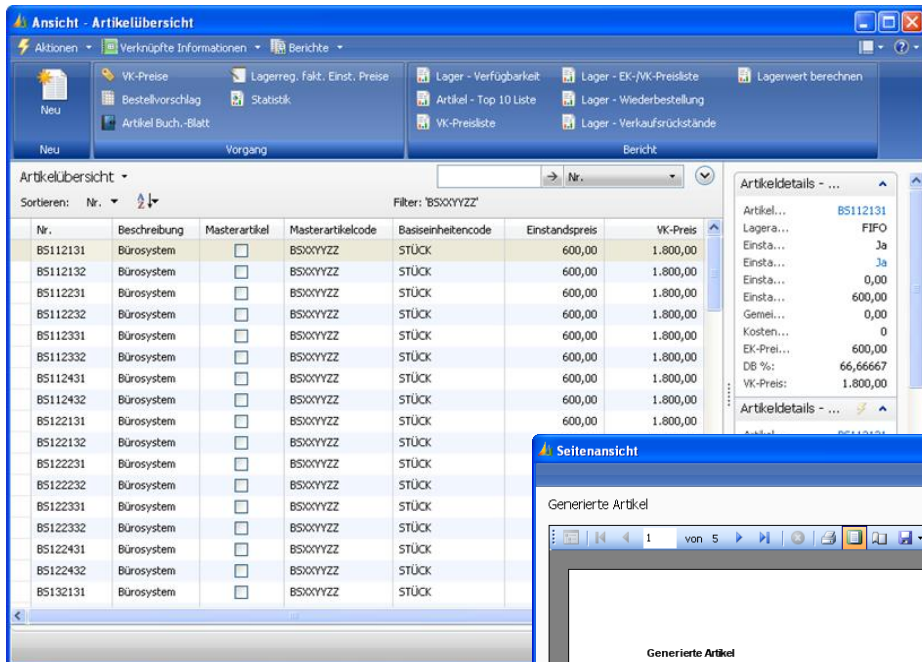 Ansicht - Artikelübersicht
Aktionen Verknüpfte Informationen Berichte
VK-Preise Lagerreg. fakt. Einst. Preise Lager - Verfügbarkeit Lager - EK-/VK-Preisliste Lagerwert berechnen
Neu Bestellvorschlag Statistik Artikel - Top 10 Liste Lager - Wiederbestellung
Artikel Buch.-Blatt VK-Preisliste Lager - Verkaufsrückstände
Neu Vorgang Bericht
Artikelübersicht Nr.
Sortieren: Nr. Filter: 'BSXXYYZZ'
Nr. Beschreibung Masterartikel Masterartikelcode Basiseinheitencode Einstandspreis VK-Preis
BS112131 Bürosystem BSXXYYZZ STÜCK 600,00 1.800,00
BS112132 Bürosystem BSXXYYZZ STÜCK 600,00 1.800,00
BS112231 Bürosystem BSXXYYZZ STÜCK 600,00 1.800,00
BS112232 Bürosystem BSXXYYZZ STÜCK 600,00 1.800,00
BS112331 Bürosystem BSXXYYZZ STÜCK 600,00 1.800,00
BS112332 Bürosystem BSXXYYZZ STÜCK 600,00 1.800,00
BS112431 Bürosystem BSXXYYZZ STÜCK 600,00 1.800,00
BS112432 Bürosystem BSXXYYZZ STÜCK 600,00 1.800,00
BS122131 Bürosystem BSXXYYZZ STÜCK 600,00 1.800,00
BS122132 Bürosystem BSXXYYZZ STÜCK
BS122231 Bürosystem BSXXYYZZ STÜCK
BS122232 Bürosystem BSXXYYZZ STÜCK
BS122331 Bürosystem BSXXYYZZ STÜCK
BS122332 Bürosystem BSXXYYZZ STÜCK
BS122431 Bürosystem BSXXYYZZ STÜCK
BS122432 Bürosystem BSXXYYZZ STÜCK
BS132131 Bürosystem BSXXYYZZ STÜCK
Artikeldetails - ...
Artikel... BS112131
Lagera... FIFO
Einsta... Ja
Einsta... Ja
Einsta... 0,00
Einsta... 600,00
Gemei... 0,00
Kosten... 0
EK-Prei... 600,00
DB %: 66,66667
VK-Preis: 1.800,00
Artikeldetails - ...
Seitenansicht
Generierte Artikel
1 von 5
Generierte Artikel